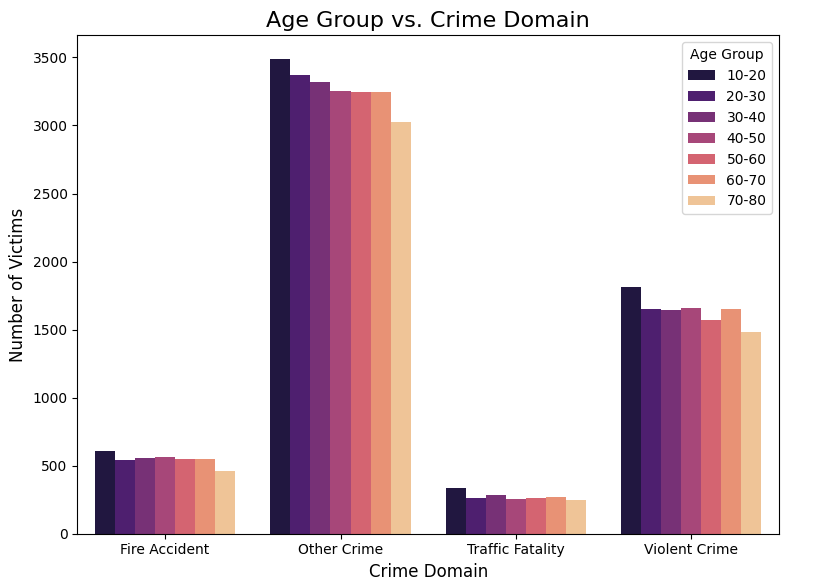 Age Group vs. Crime Domain
Number of Victims
3500
3000
2500
2000
1500
1000
500
0
Age Group
10-20
20-30
30-40
40-50
50-60
60-70
70-80
Fire Accident
Other Crime
Traffic Fatality
Violent Crime
Crime Domain